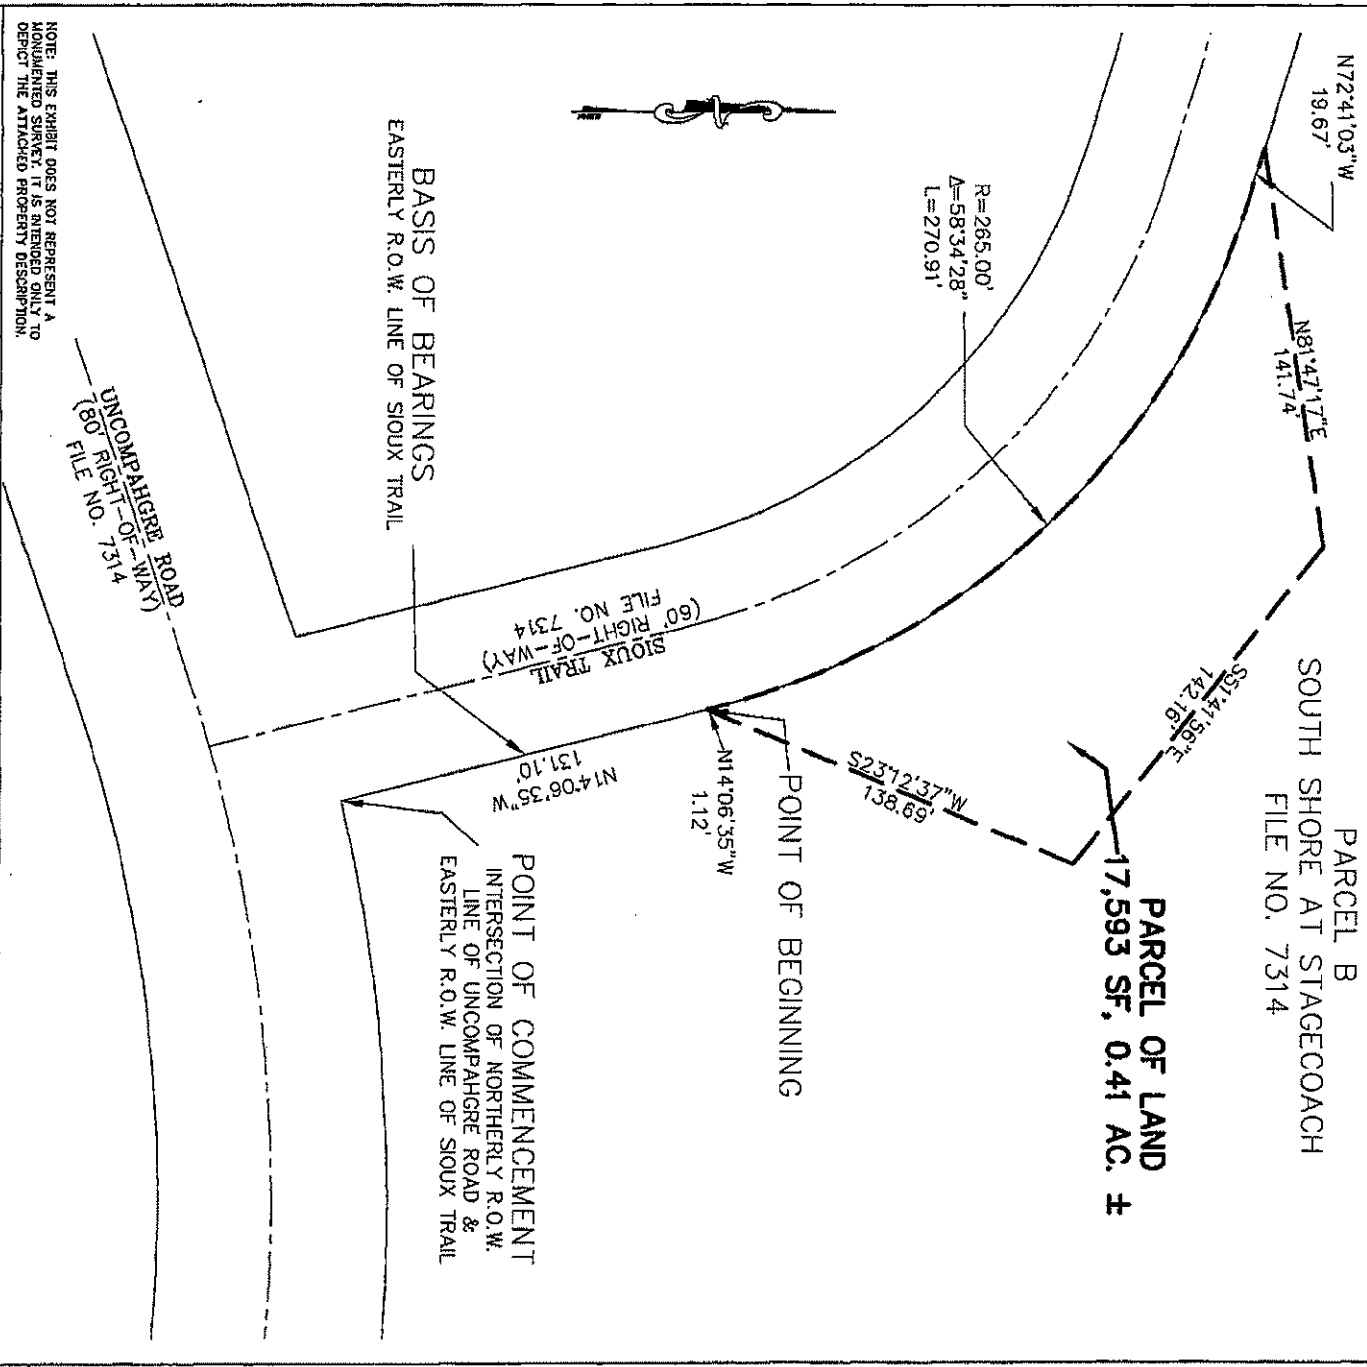 N72°41'03"W
19.67'
N81°47'17"E
141.74'
PARCEL B
SOUTH SHORE AT STAGECOACH
FILE NO. 7314
S51°41'56"E
142.16'
R=265.00'
Δ=58°34'28"
L=270.91'
PARCEL OF LAND
17,593 SF, 0.41 AC. ±
S23°12'37"W
138.69'
POINT OF BEGINNING
N14°06'35"W
1.12'
SIOUX TRAIL
(60' RIGHT-OF-WAY)
FILE NO. 7314
BASIS OF BEARINGS
EASTERLY R.O.W. LINE OF SIOUX TRAIL
N14°06'35"W
131.10'
POINT OF COMMENCEMENT
INTERSECTION OF NORTHERLY R.O.W.
LINE OF UNCOMPAHGRE ROAD &
EASTERLY R.O.W. LINE OF SIOUX TRAIL
UNCOMPAHGRE ROAD
(80' RIGHT-OF-WAY)
FILE NO. 7314
NOTE: THIS EXHIBIT DOES NOT REPRESENT A
MONUMENTED SURVEY. IT IS INTENDED ONLY TO
DEPICT THE ATTACHED PROPERTY DESCRIPTION.